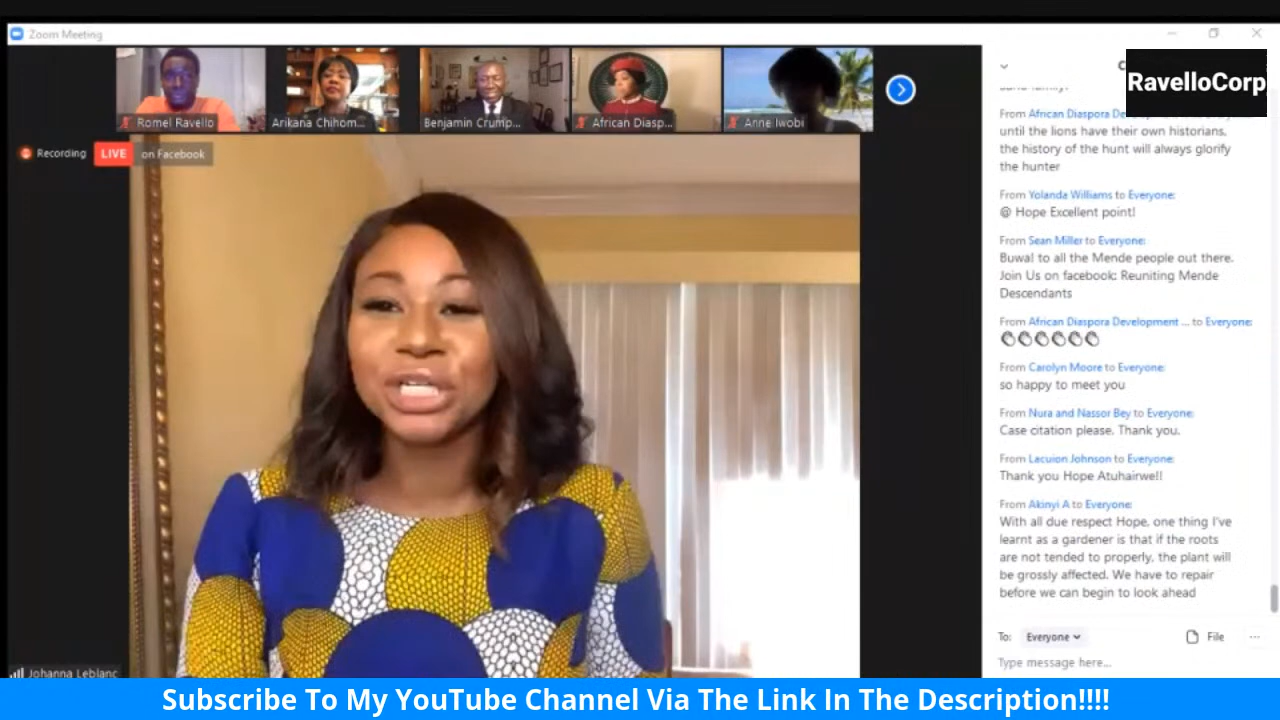 Zoom Meeting
Romel Ravello
Arikana Chihom...
Benjamin Crump...
African Diasp...
Anne Iwobi
Recording
LIVE
on Facebook
Johanna Leblanc
RavelloCorp
From African Diaspora De
until the lions have their own historians,
the history of the hunt will always glorify
the hunter
From Yolanda Williams to Everyone:
@ Hope Excellent point!
From Sean Miller to Everyone:
Buwa! to all the Mende people out there.
Join Us on facebook: Reuniting Mende
Descendants
From African Diaspora Development ... to Everyone:
From Carolyn Moore to Everyone:
so happy to meet you
From Nura and Nassor Bey to Everyone:
Case citation please. Thank you.
From Lacuion Johnson to Everyone:
Thank you Hope Atuhairwe!!
From Akinyi A to Everyone:
With all due respect Hope, one thing I've
learnt as a gardener is that if the roots
are not tended to properly, the plant will
be grossly affected. We have to repair
before we can begin to look ahead
To: Everyone
File
...
Type message here...
Subscribe To My YouTube Channel Via The Link In The Description!!!!